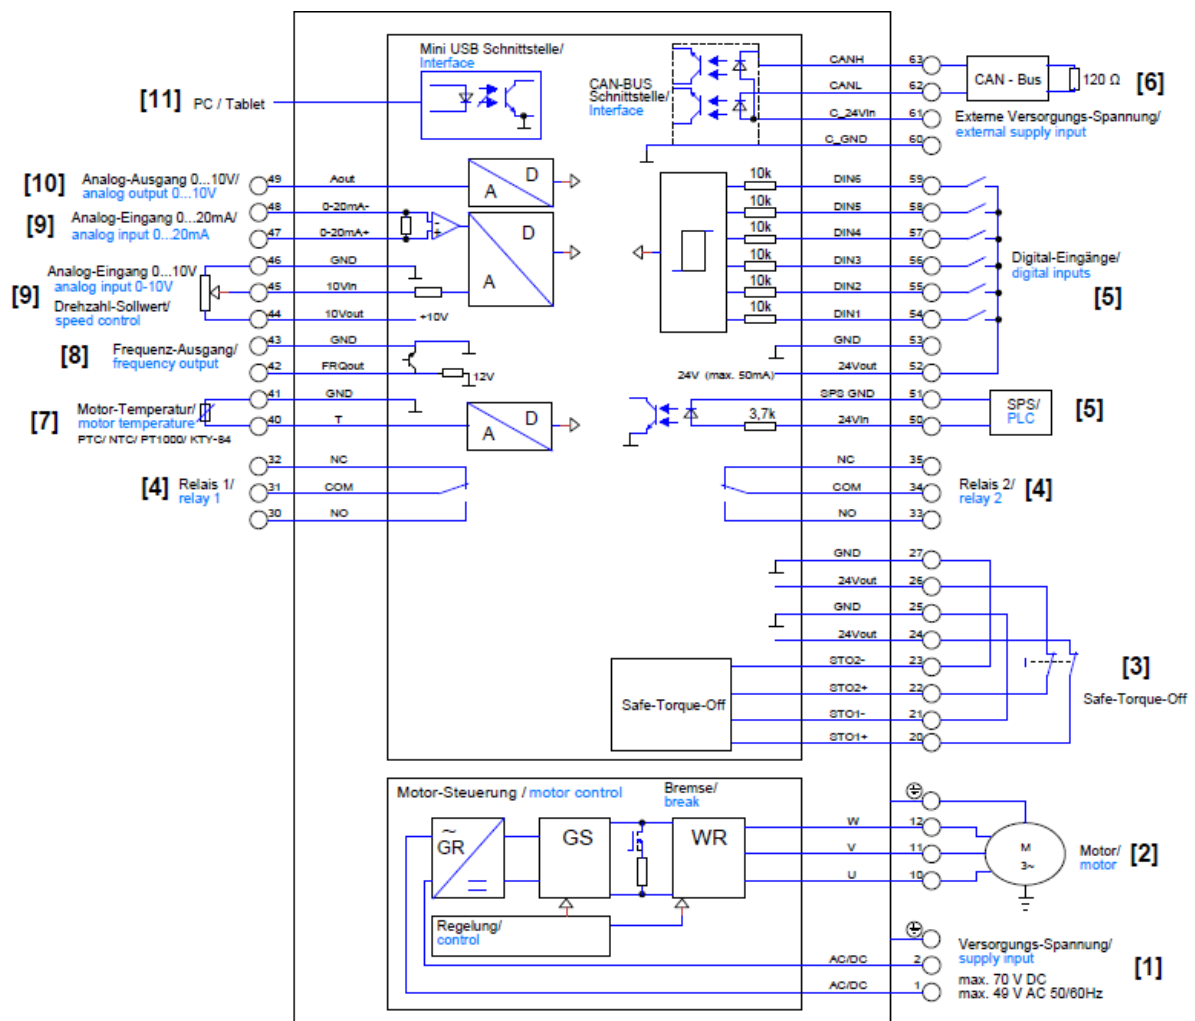 Mini USB Schnittstelle/
Interface
[11] PC / Tablet
CAN-BUS
Schnittstelle/
Interface
CANH 63
CANL 62
C_24Vin 61
C_GND 60
CAN - Bus
120 Ω
[6]
Externe Versorgungs-Spannung/
external supply input
[10] Analog-Ausgang 0...10V/
analog output 0...10V
49 Aout
A D
[9] Analog-Eingang 0...20mA/
analog input 0...20mA
48 0-20mA-
47 0-20mA+
- +
A D
[9] Analog-Eingang 0...10V
analog input 0-10V
Drehzahl-Sollwert/
speed control
46 GND
45 10Vin
44 10Vout +10V
[8] Frequenz-Ausgang/
frequency output
43 GND
42 FRQout 12V
[7] Motor-Temperatur/
motor temperature
PTC/ NTC/ PT1000/ KTY-84
41 GND
40 T
A D
[4] Relais 1/
relay 1
32 NC
31 COM
30 NO
10k DIN6 59
10k DIN5 58
10k DIN4 57
10k DIN3 56
10k DIN2 55
10k DIN1 54
GND 53
24V (max. 50mA) 24Vout 52
Digital-Eingänge/
digital inputs
[5]
SPS GND 51
3,7k 24Vin 50
SPS/
PLC
[5]
NC 35
COM 34
NO 33
Relais 2/
relay 2
[4]
GND 27
24Vout 26
GND 25
24Vout 24
STO2- 23
STO2+ 22
STO1- 21
STO1+ 20
Safe-Torque-Off
[3]
Safe-Torque-Off
Motor-Steuerung / motor control
Bremse/
break
~
GR
=
GS
WR
Regelung/
control
W 12
V 11
U 10
M
3~
Motor/
motor
[2]
AC/DC 2
AC/DC 1
Versorgungs-Spannung/
supply input
max. 70 V DC
max. 49 V AC 50/60Hz
[1]